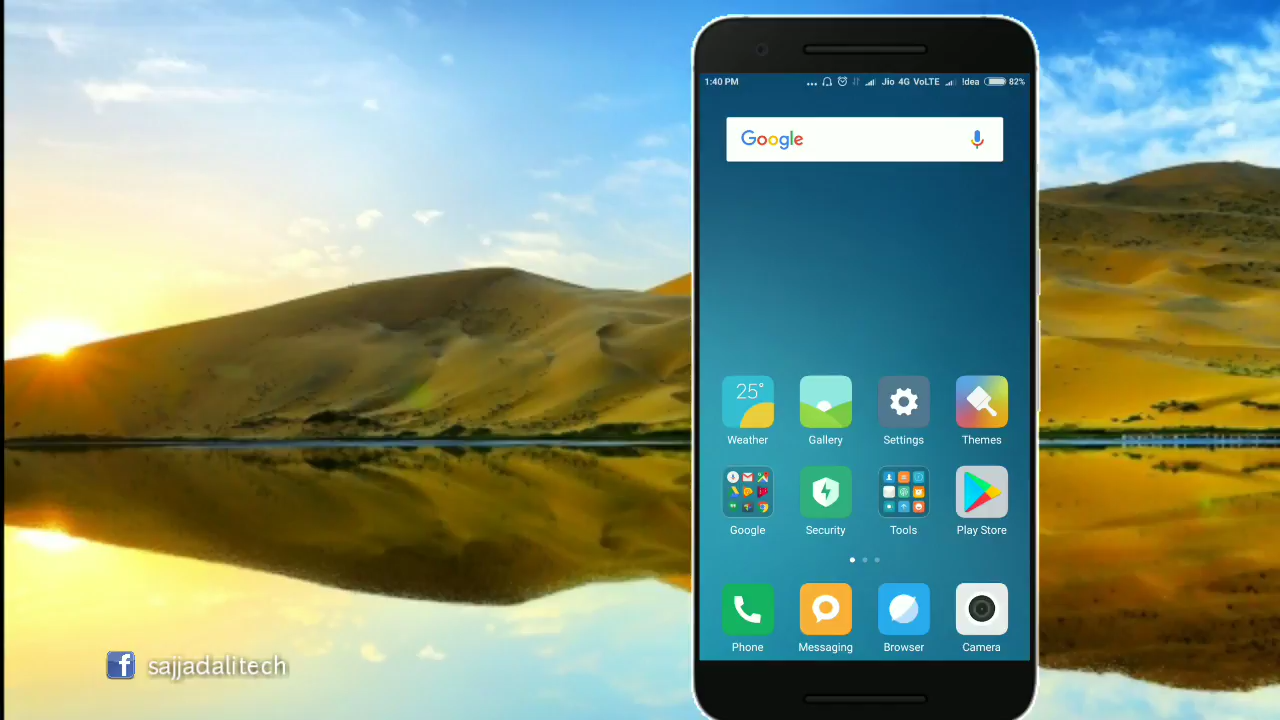 1:40 PM ... Jio 4G VoLTE !dea 82%
Google
25°
Weather Gallery Settings Themes
Google Security Tools Play Store
Phone Messaging Browser Camera
f sajjadalitech